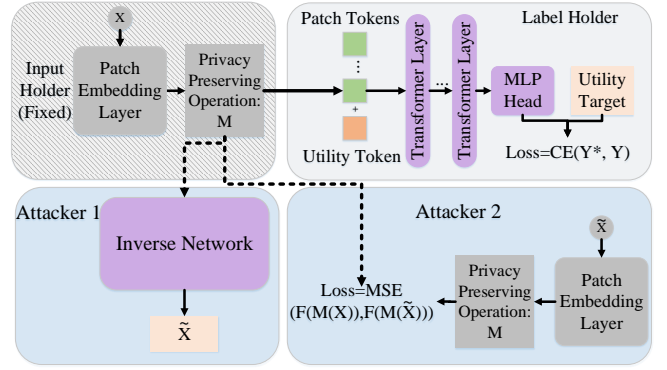 X
Input
Holder
(Fixed)
Patch
Embedding
Layer
Privacy
Preserving
Operation:
M
Patch Tokens
...
+
Utility Token
Transformer Layer
...
Transformer Layer
Label Holder
MLP
Head
Utility
Target
Loss=CE(Y*, Y)
Attacker 1
Inverse Network
X̃
Attacker 2
Loss=MSE
(F(M(X)),F(M(X̃)))
Privacy
Preserving
Operation:
M
X̃
Patch
Embedding
Layer